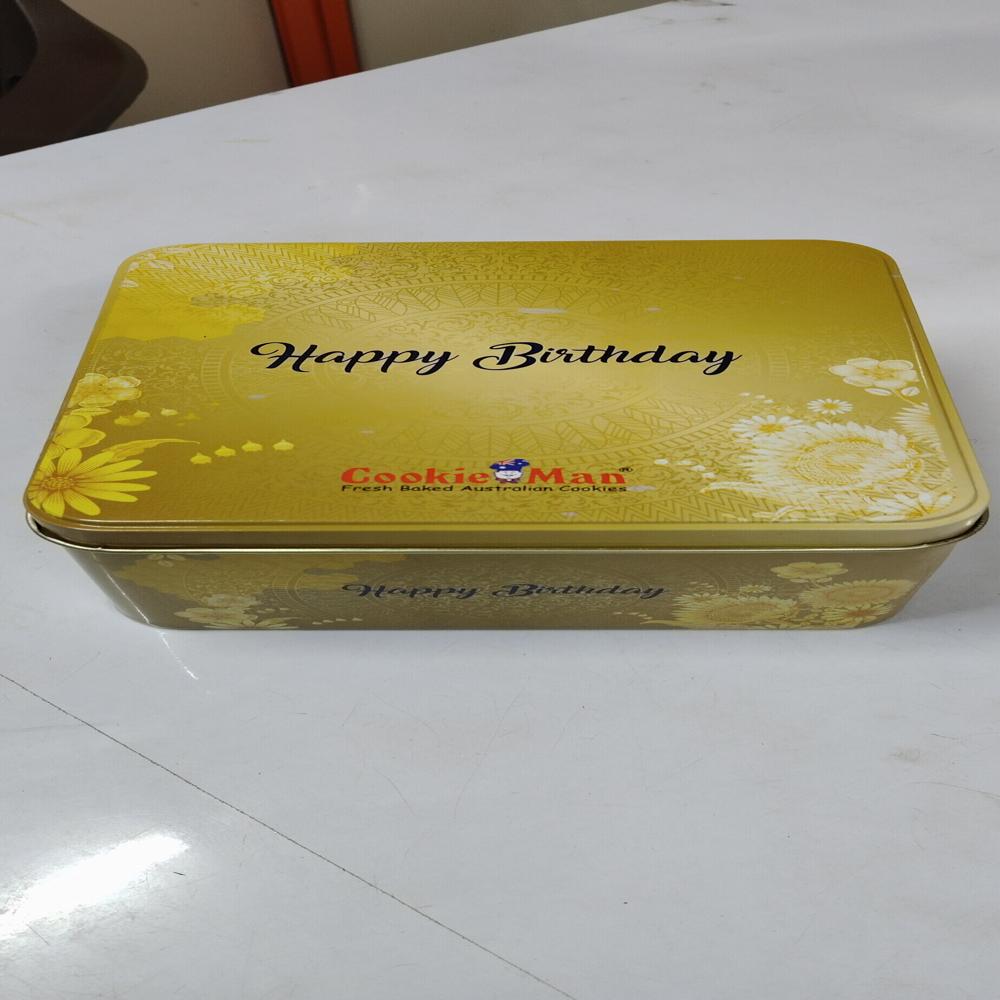 Happy Birthday
Cookie Man®
Fresh Baked Australian Cookies
Happy Birthday